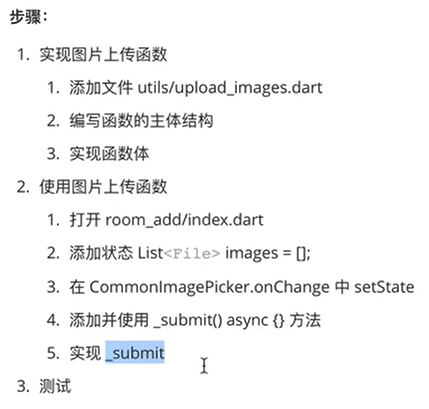 步骤：
1. 实现图片上传函数
1. 添加文件 utils/upload_images.dart
2. 编写函数的主体结构
3. 实现函数体
2. 使用图片上传函数
1. 打开 room_add/index.dart
2. 添加状态 List<File> images = [];
3. 在 CommonImagePicker.onChange 中 setState
4. 添加并使用 _submit() async {} 方法
5. 实现 _submit
3. 测试